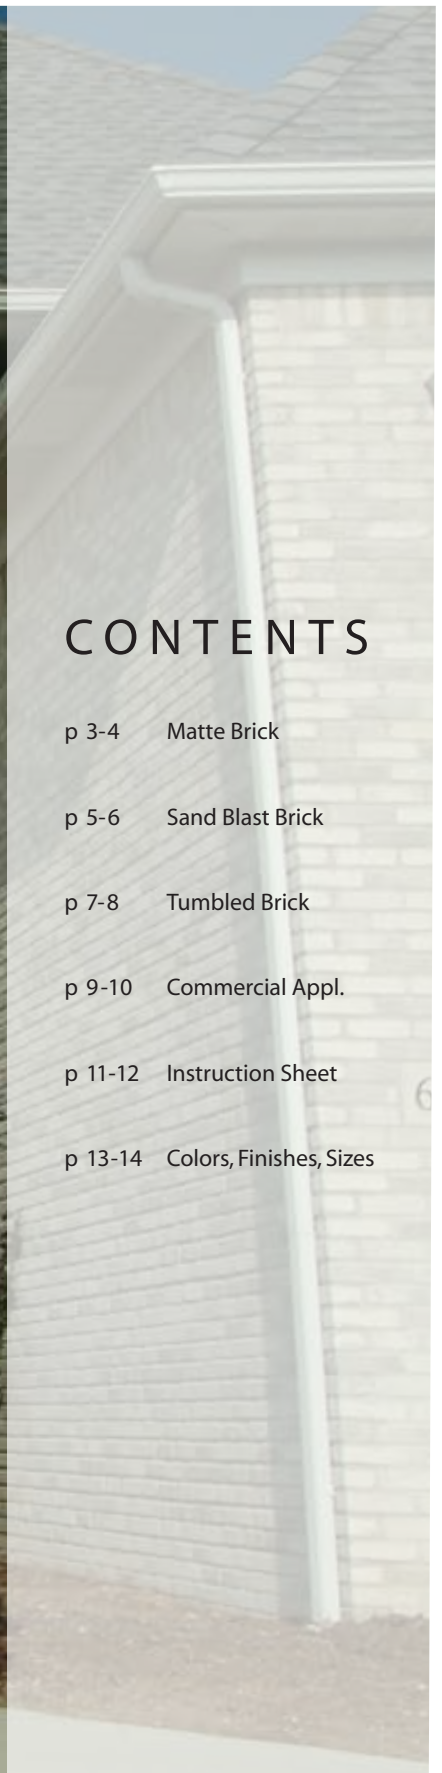 CONTENTS
p 3-4 Matte Brick
p 5-6 Sand Blast Brick
p 7-8 Tumbled Brick
p 9-10 Commercial Appl.
p 11-12 Instruction Sheet
p 13-14 Colors, Finishes, Sizes
6